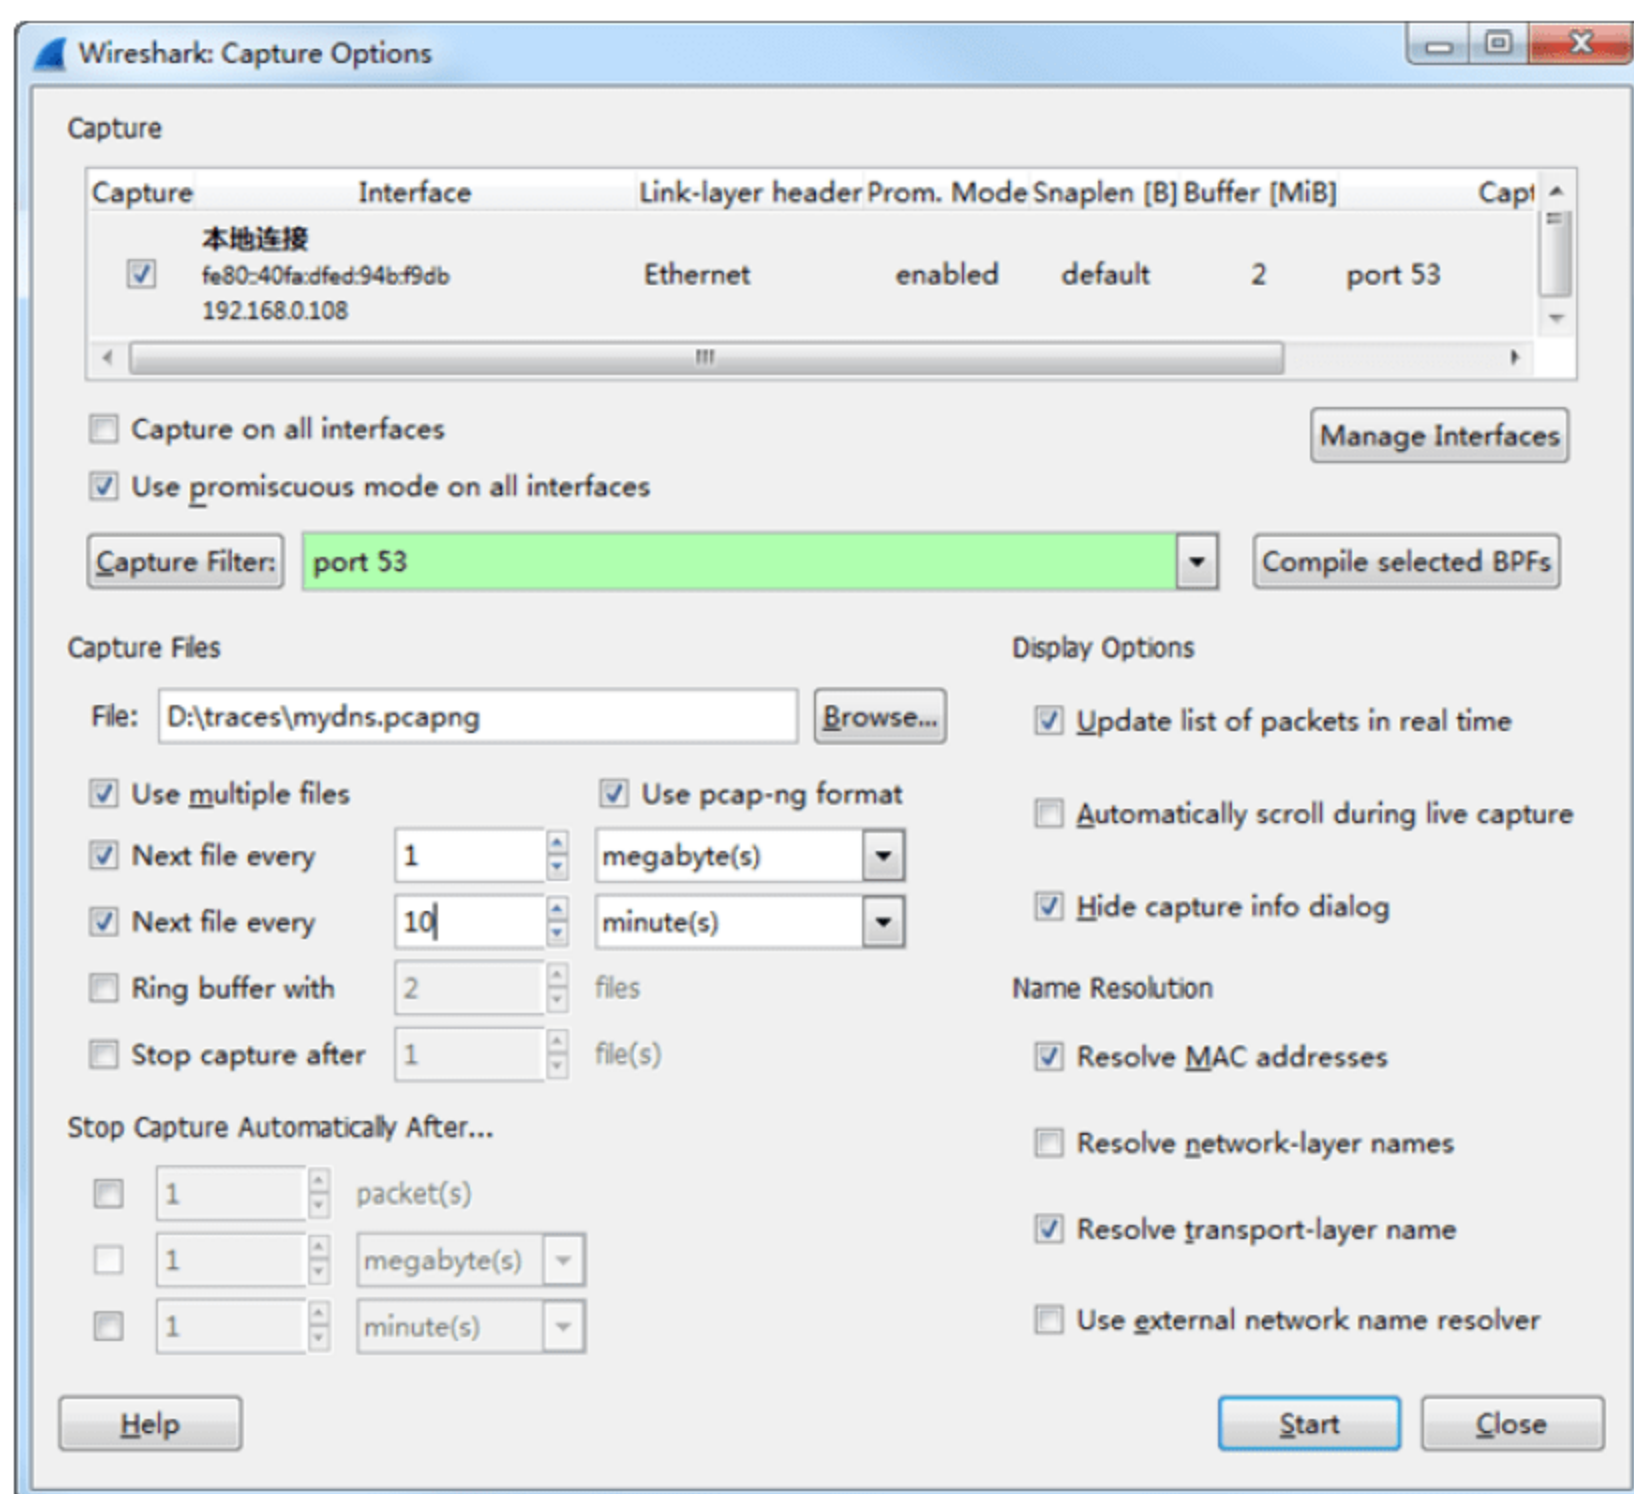 Wireshark: Capture Options
Capture
Capture Interface Link-layer header Prom. Mode Snaplen [B] Buffer [MiB] Capt
本地连接
fe80::40fa:dfed:94b:f9db
192.168.0.108
Ethernet enabled default 2 port 53
Capture on all interfaces
Manage Interfaces
Use promiscuous mode on all interfaces
Capture Filter: port 53 Compile selected BPFs
Capture Files
File: D:\traces\mydns.pcapng Browse...
Use multiple files Use pcap-ng format
Next file every 1 megabyte(s)
Next file every 10 minute(s)
Ring buffer with 2 files
Stop capture after 1 file(s)
Stop Capture Automatically After...
1 packet(s)
1 megabyte(s)
1 minute(s)
Display Options
Update list of packets in real time
Automatically scroll during live capture
Hide capture info dialog
Name Resolution
Resolve MAC addresses
Resolve network-layer names
Resolve transport-layer name
Use external network name resolver
Help Start Close